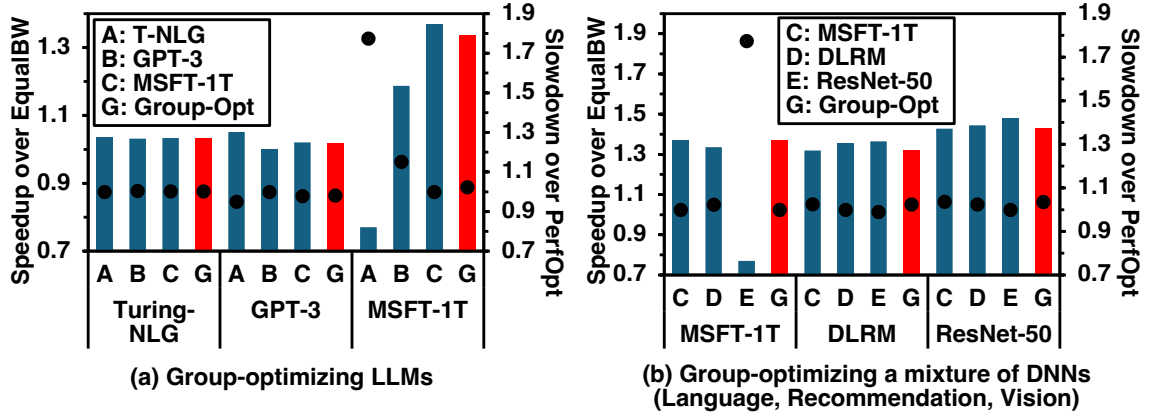 Speedup over EqualBW
1.3
1.1
0.9
0.7
A: T-NLG
B: GPT-3
C: MSFT-1T
G: Group-Opt
1.9
1.7
1.5
1.3
1.1
0.9
0.7
Slowdown over PerfOpt
A B C G A B C G A B C G
Turing-
NLG
GPT-3
MSFT-1T
(a) Group-optimizing LLMs
Speedup over EqualBW
1.9
1.7
1.5
1.3
1.1
0.9
0.7
C: MSFT-1T
D: DLRM
E: ResNet-50
G: Group-Opt
1.9
1.7
1.5
1.3
1.1
0.9
0.7
Slowdown over PerfOpt
C D E G C D E G C D E G
MSFT-1T
DLRM
ResNet-50
(b) Group-optimizing a mixture of DNNs
(Language, Recommendation, Vision)